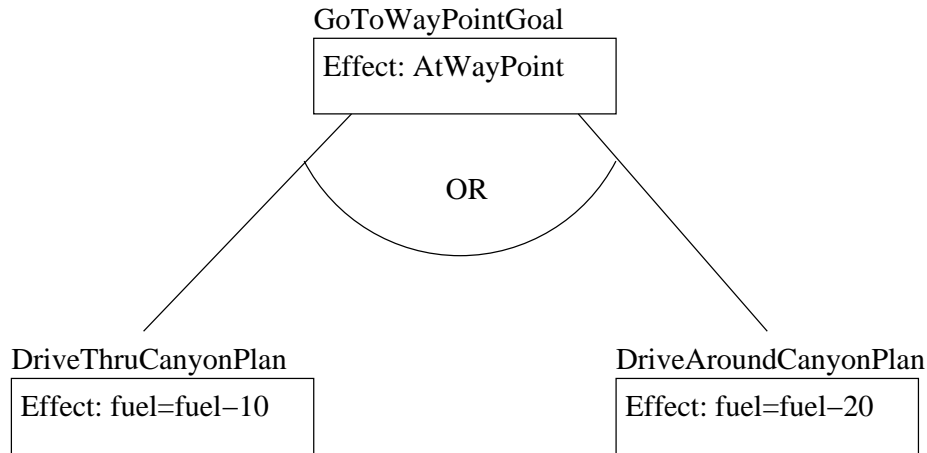 GoToWayPointGoal
Effect: AtWayPoint
OR
DriveThruCanyonPlan
Effect: fuel=fuel−10
DriveAroundCanyonPlan
Effect: fuel=fuel−20